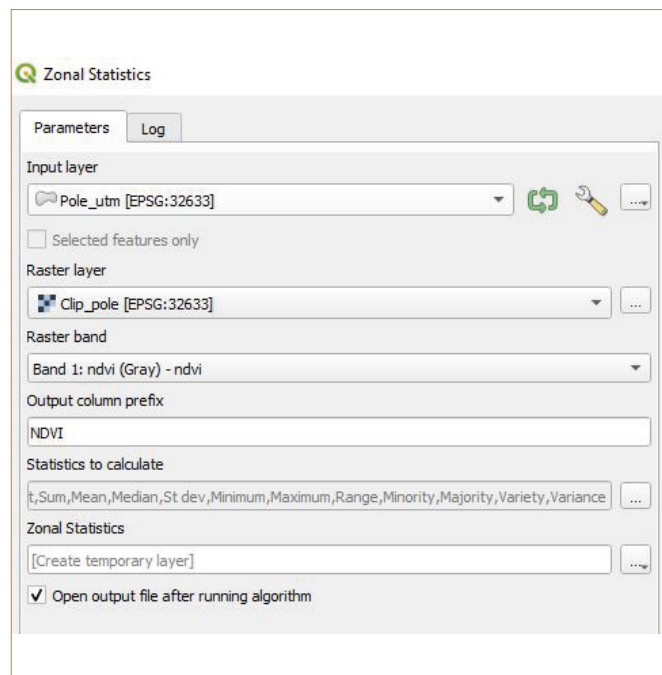 Zonal Statistics
Parameters Log
Input layer
Pole_utm [EPSG:32633]
Selected features only
Raster layer
Clip_pole [EPSG:32633]
...
Raster band
Band 1: ndvi (Gray) - ndvi
Output column prefix
NDVI
Statistics to calculate
t,Sum,Mean,Median,St dev,Minimum,Maximum,Range,Minority,Majority,Variety,Variance ...
Zonal Statistics
[Create temporary layer] ...
Open output file after running algorithm